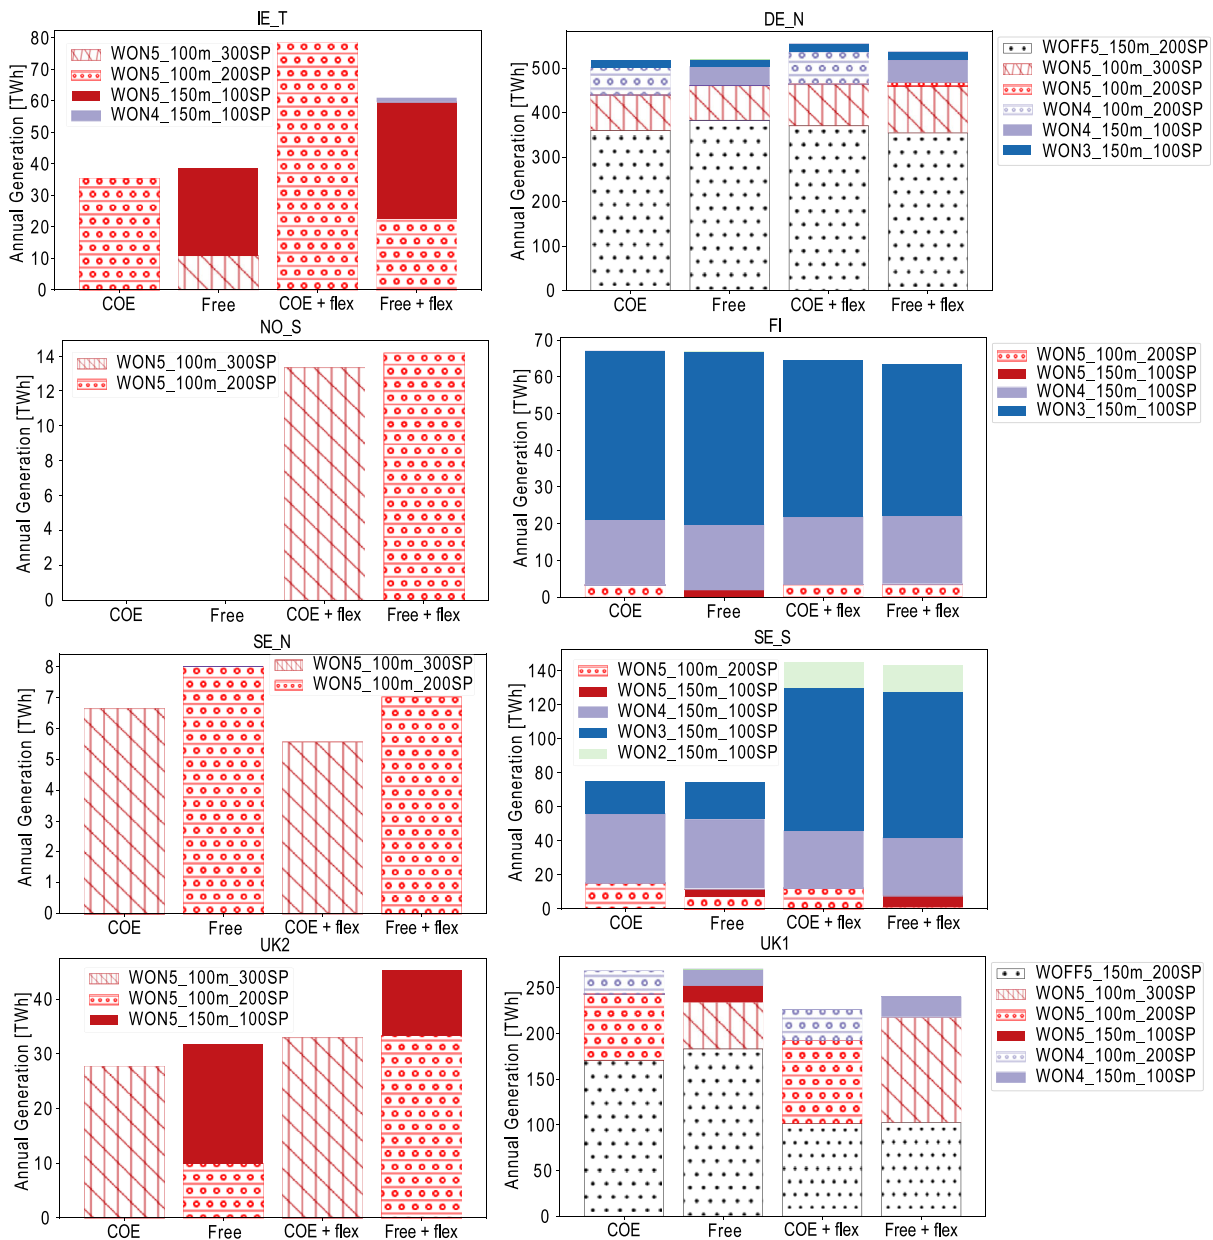 IE_T
Annual Generation [TWh]
80
70
60
50
40
30
20
10
0
WON5_100m_300SP
WON5_100m_200SP
WON5_150m_100SP
WON4_150m_100SP
COE
Free
COE + flex
Free + flex
DE_N
Annual Generation [TWh]
500
400
300
200
100
0
COE
Free
COE + flex
Free + flex
WOFF5_150m_200SP
WON5_100m_300SP
WON5_100m_200SP
WON4_100m_200SP
WON4_150m_100SP
WON3_150m_100SP
NO_S
Annual Generation [TWh]
14
12
10
8
6
4
2
0
WON5_100m_300SP
WON5_100m_200SP
COE
Free
COE + flex
Free + flex
FI
Annual Generation [TWh]
70
60
50
40
30
20
10
0
COE
Free
COE + flex
Free + flex
WON5_100m_200SP
WON5_150m_100SP
WON4_150m_100SP
WON3_150m_100SP
SE_N
Annual Generation [TWh]
8
7
6
5
4
3
2
1
0
WON5_100m_300SP
WON5_100m_200SP
COE
Free
COE + flex
Free + flex
SE_S
Annual Generation [TWh]
140
120
100
80
60
40
20
0
WON5_100m_200SP
WON5_150m_100SP
WON4_150m_100SP
WON3_150m_100SP
WON2_150m_100SP
COE
Free
COE + flex
Free + flex
UK2
Annual Generation [TWh]
40
30
20
10
0
WON5_100m_300SP
WON5_100m_200SP
WON5_150m_100SP
COE
Free
COE + flex
Free + flex
UK1
Annual Generation [TWh]
250
200
150
100
50
0
COE
Free
COE + flex
Free + flex
WOFF5_150m_200SP
WON5_100m_300SP
WON5_100m_200SP
WON5_150m_100SP
WON4_100m_200SP
WON4_150m_100SP